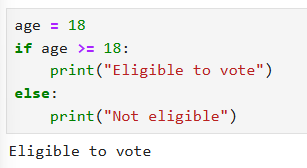 age = 18
if age >= 18:
    print("Eligible to vote")
else:
    print("Not eligible")
Eligible to vote